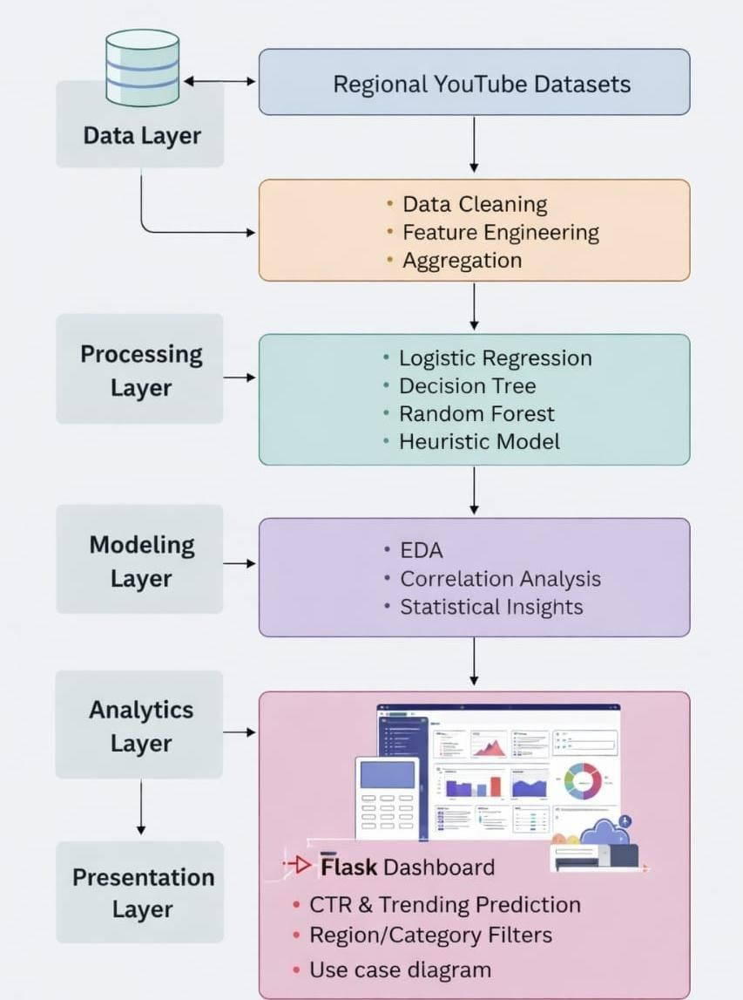 Data Layer
Regional YouTube Datasets
• Data Cleaning
• Feature Engineering
• Aggregation
Processing
Layer
• Logistic Regression
• Decision Tree
• Random Forest
• Heuristic Model
Modeling
Layer
• EDA
• Correlation Analysis
• Statistical Insights
Analytics
Layer
Presentation
Layer
Flask Dashboard
• CTR & Trending Prediction
• Region/Category Filters
• Use case diagram